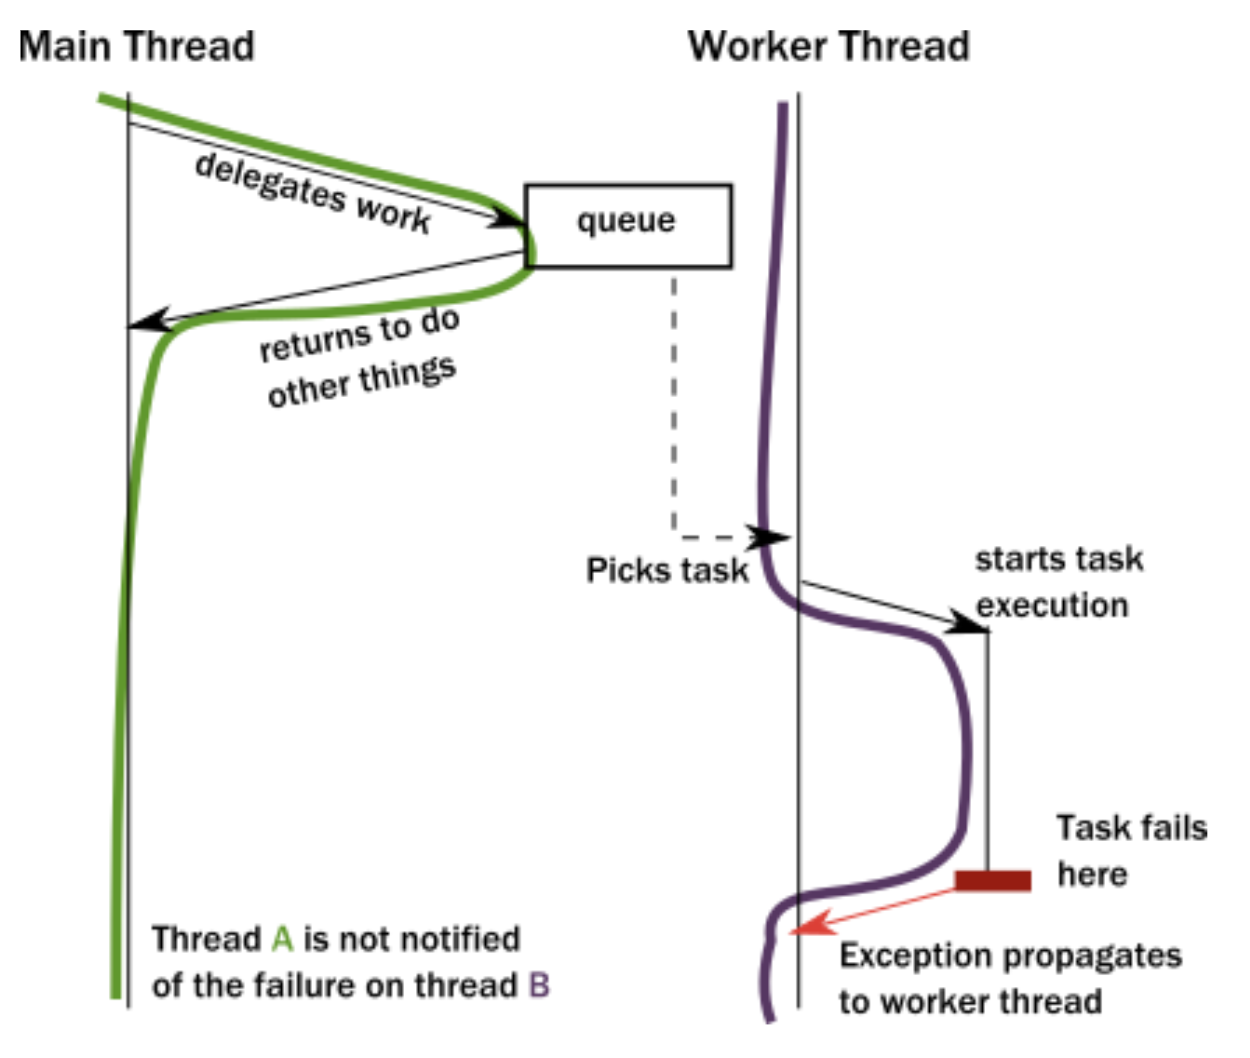 Main Thread
Worker Thread
delegates work
queue
returns to do
other things
Picks task
starts task
execution
Task fails
here
Thread A is not notified
of the failure on thread B
Exception propagates
to worker thread